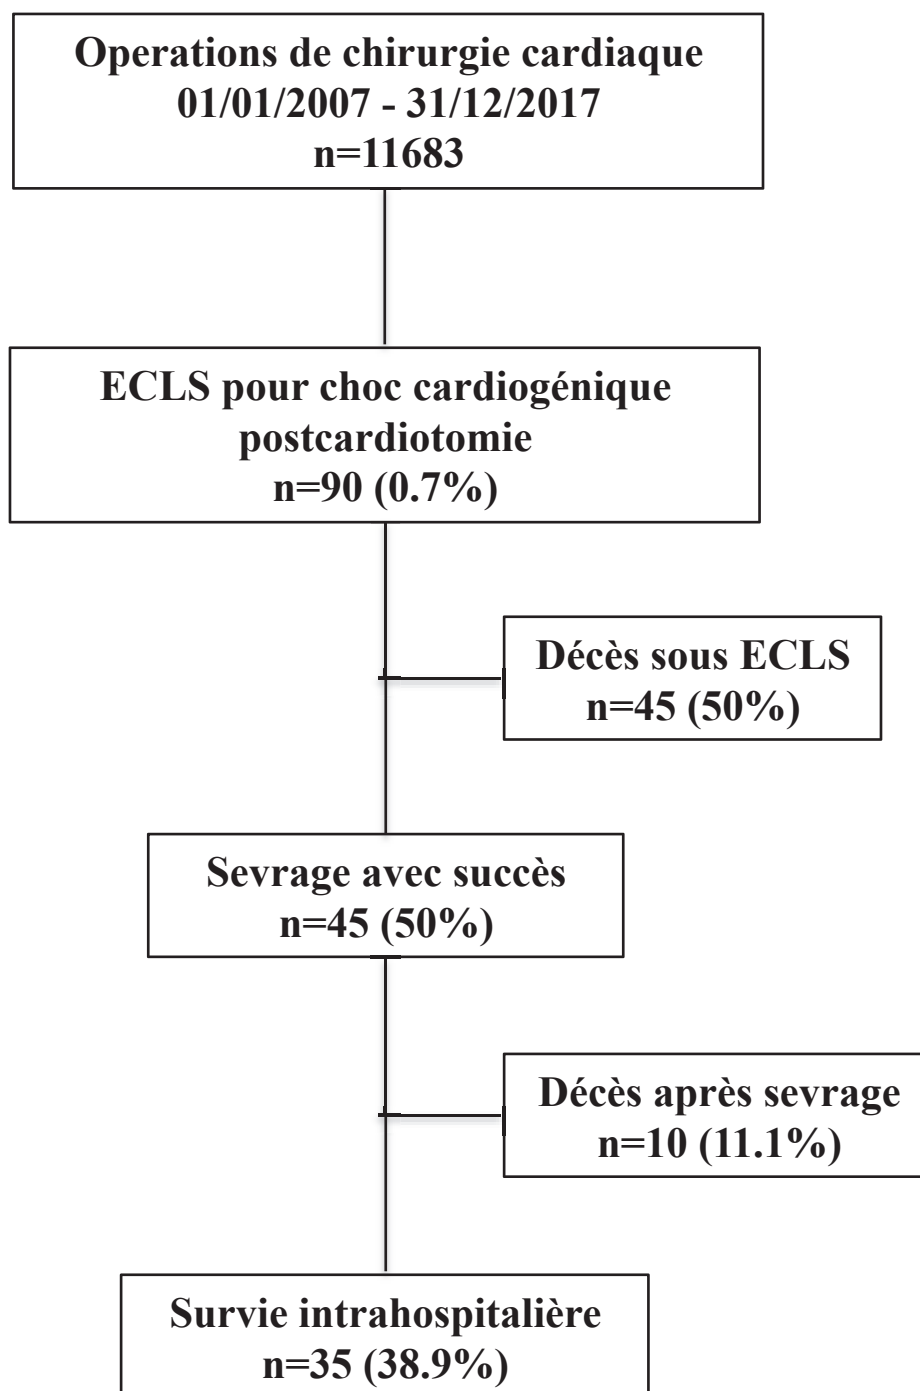 Operations de chirurgie cardiaque
01/01/2007 - 31/12/2017
n=11683
ECLS pour choc cardiogénique
postcardiotomie
n=90 (0.7%)
Décès sous ECLS
n=45 (50%)
Sevrage avec succès
n=45 (50%)
Décès après sevrage
n=10 (11.1%)
Survie intrahospitalière
n=35 (38.9%)